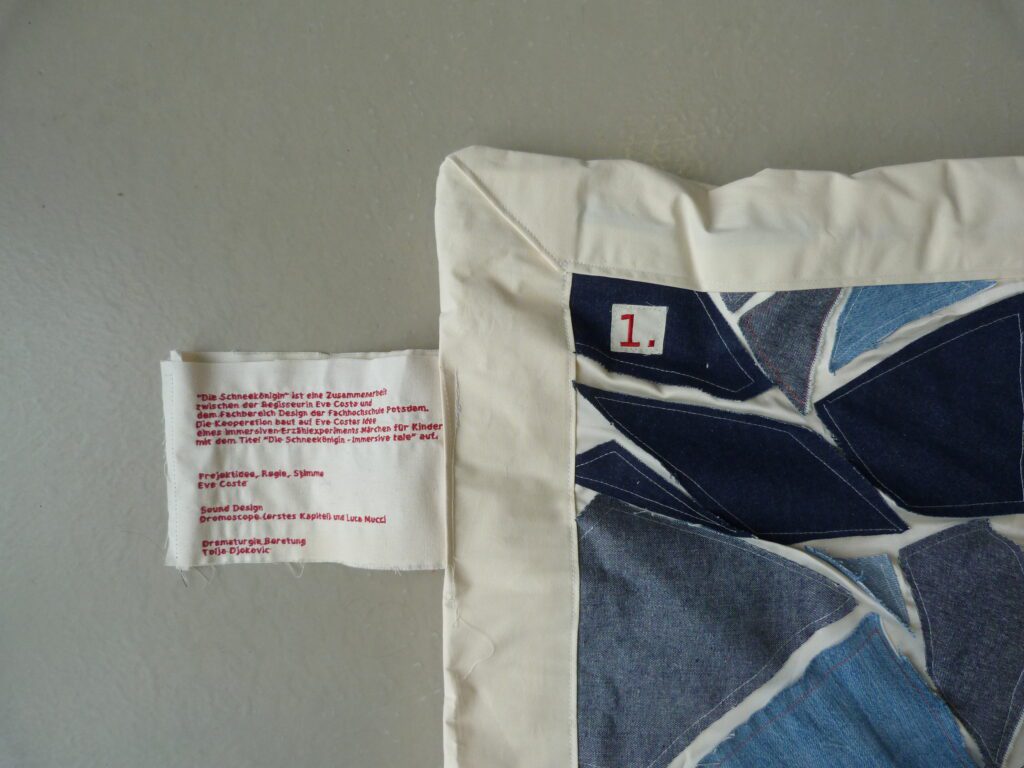 "Die Schneekönigin" ist eine Zusammenarbeit
zwischen der Regisseurin Eve Coste und
dem Fachbereich Design der Fachhochschule Potsdam.
Die Kooperation baut auf Eve Costes Idee
eines immersiven Erzählexperiments Märchen für Kinder
mit dem Titel "Die Schneekönigin - Immersive tale" auf.
Projektidee, Regie, Stimme
Eve Coste
Sound Design
Dromoscope (erstes Kapitel) und Luca Mucci
Dramaturgie Beratung
Djokovic
1.